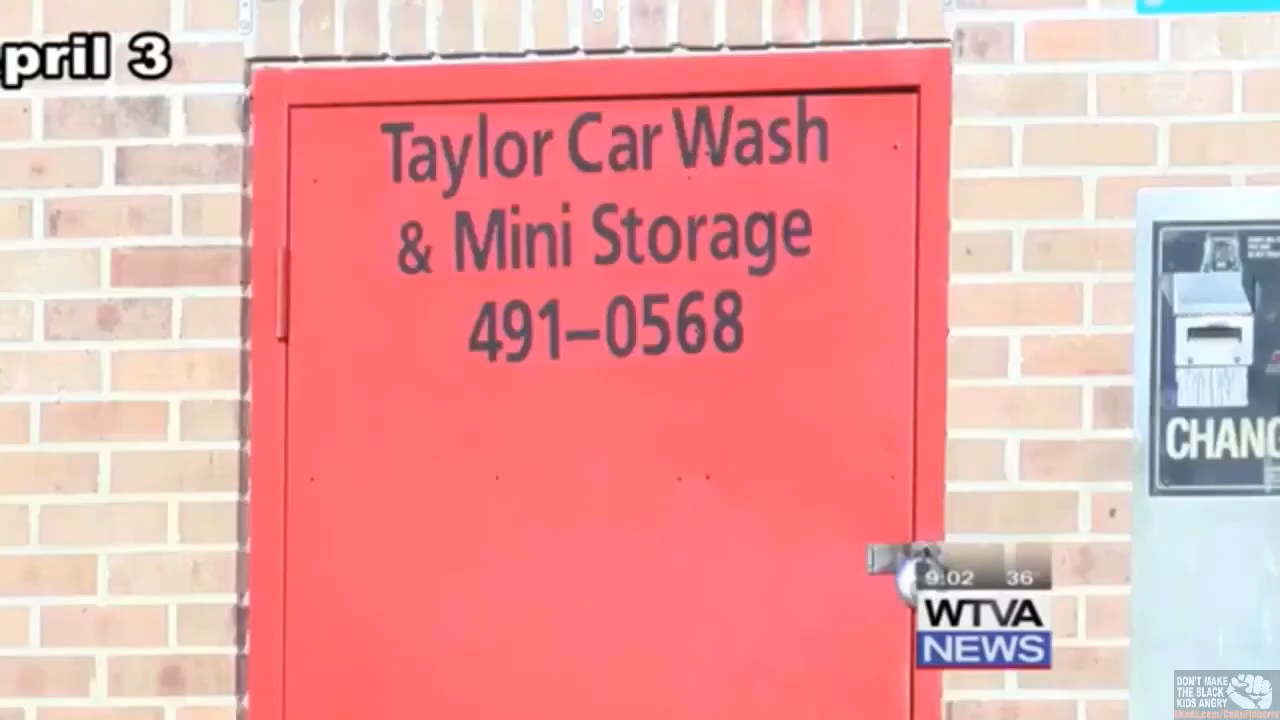 pril 3
Taylor Car Wash
& Mini Storage
491-0568
CHANG
9:02 36
WTVA
NEWS
DON'T MAKE
THE BLACK
KIDS ANGRY